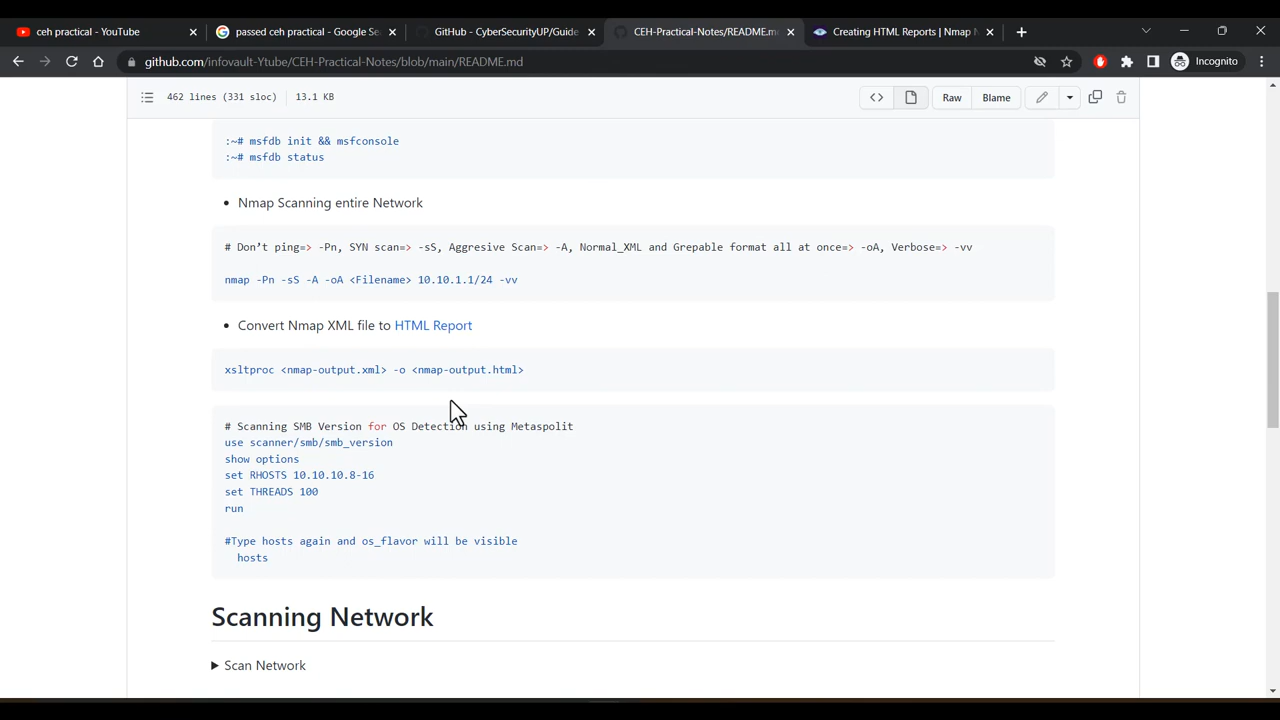 ceh practical - YouTube
passed ceh practical - Google Se
GitHub - CyberSecurityUP/Guide
CEH-Practical-Notes/README.m
Creating HTML Reports | Nmap N
github.com/infovault-Ytube/CEH-Practical-Notes/blob/main/README.md
Incognito
462 lines (331 sloc)
13.1 KB
Raw
Blame
:~# msfdb init && msfconsole
:~# msfdb status
• Nmap Scanning entire Network
# Don’t ping=> -Pn, SYN scan=> -sS, Aggresive Scan=> -A, Normal_XML and Grepable format all at once=> -oA, Verbose=> -vv
nmap -Pn -sS -A -oA <Filename> 10.10.1.1/24 -vv
• Convert Nmap XML file to HTML Report
xsltproc <nmap-output.xml> -o <nmap-output.html>
# Scanning SMB Version for OS Detection using Metaspolit
use scanner/smb/smb_version
show options
set RHOSTS 10.10.10.8-16
set THREADS 100
run
#Type hosts again and os_flavor will be visible
hosts
Scanning Network
Scan Network